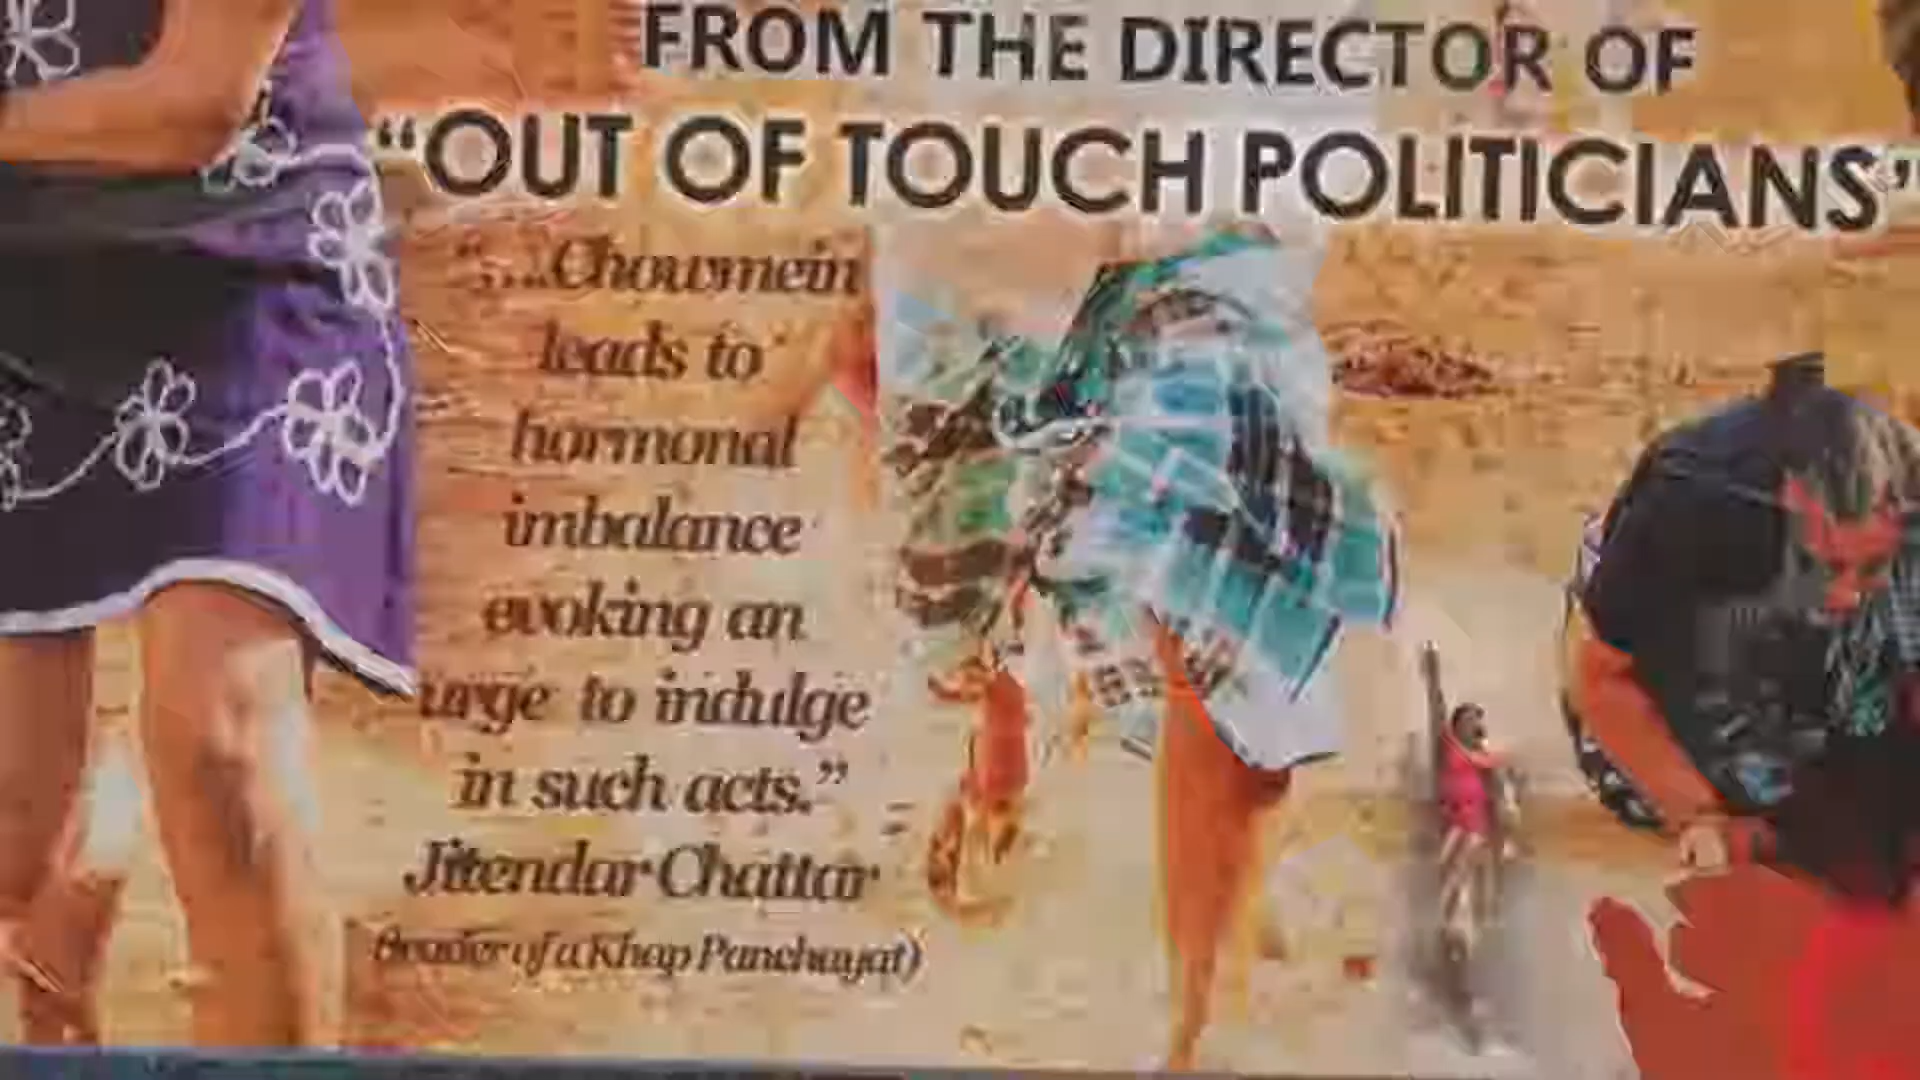 FROM THE DIRECTOR OF
“OUT OF TOUCH POLITICIANS”
“....Chowmein
leads to
hormonal
imbalance
evoking an
urge to indulge
in such acts.”
Jitendar Chattar
(leader of a Khap Panchayat)